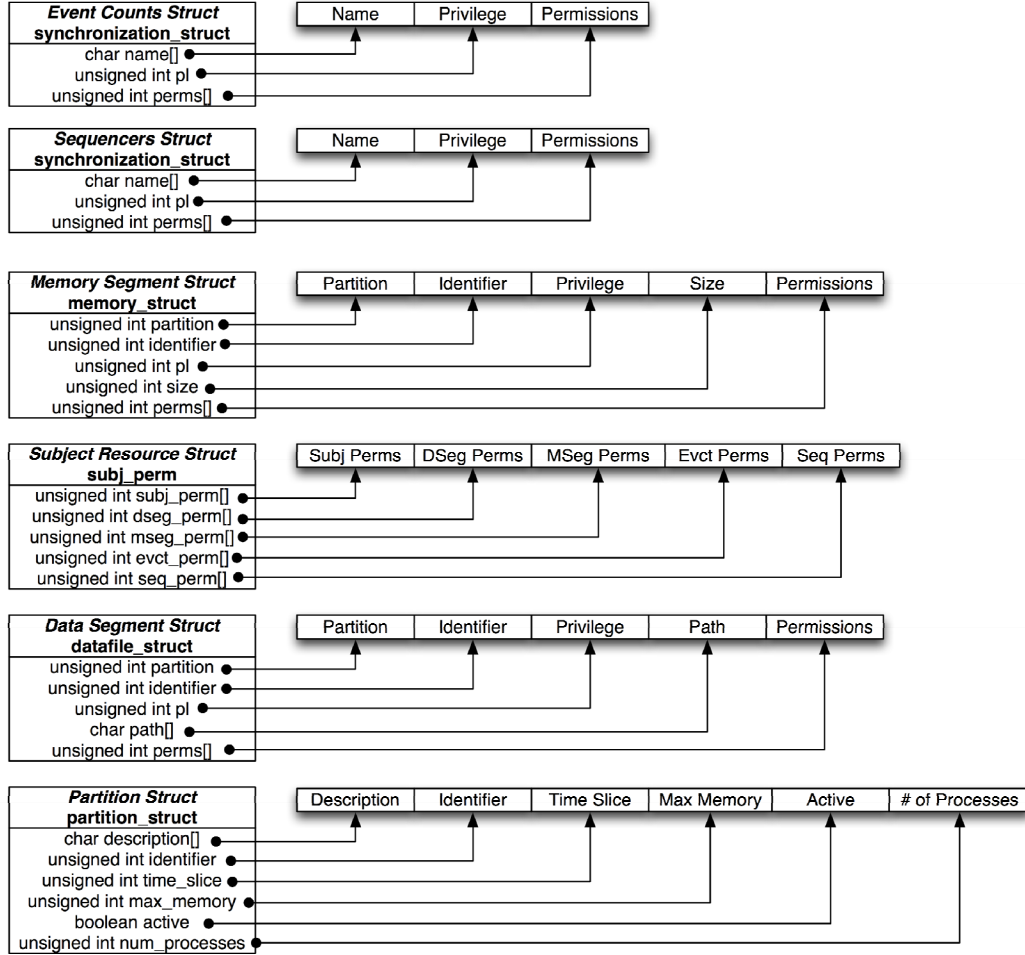 Event Counts Struct
synchronization_struct
char name[]
unsigned int pl
unsigned int perms[]
Name Privilege Permissions
Sequencers Struct
synchronization_struct
char name[]
unsigned int pl
unsigned int perms[]
Name Privilege Permissions
Memory Segment Struct
memory_struct
unsigned int partition
unsigned int identifier
unsigned int pl
unsigned int size
unsigned int perms[]
Partition Identifier Privilege Size Permissions
Subject Resource Struct
subj_perm
unsigned int subj_perm[]
unsigned int dseg_perm[]
unsigned int mseg_perm[]
unsigned int evct_perm[]
unsigned int seq_perm[]
Subj Perms DSeg Perms MSeg Perms Evct Perms Seq Perms
Data Segment Struct
datafile_struct
unsigned int partition
unsigned int identifier
unsigned int pl
char path[]
unsigned int perms[]
Partition Identifier Privilege Path Permissions
Partition Struct
partition_struct
char description[]
unsigned int identifier
unsigned int time_slice
unsigned int max_memory
boolean active
unsigned int num_processes
Description Identifier Time Slice Max Memory Active # of Processes